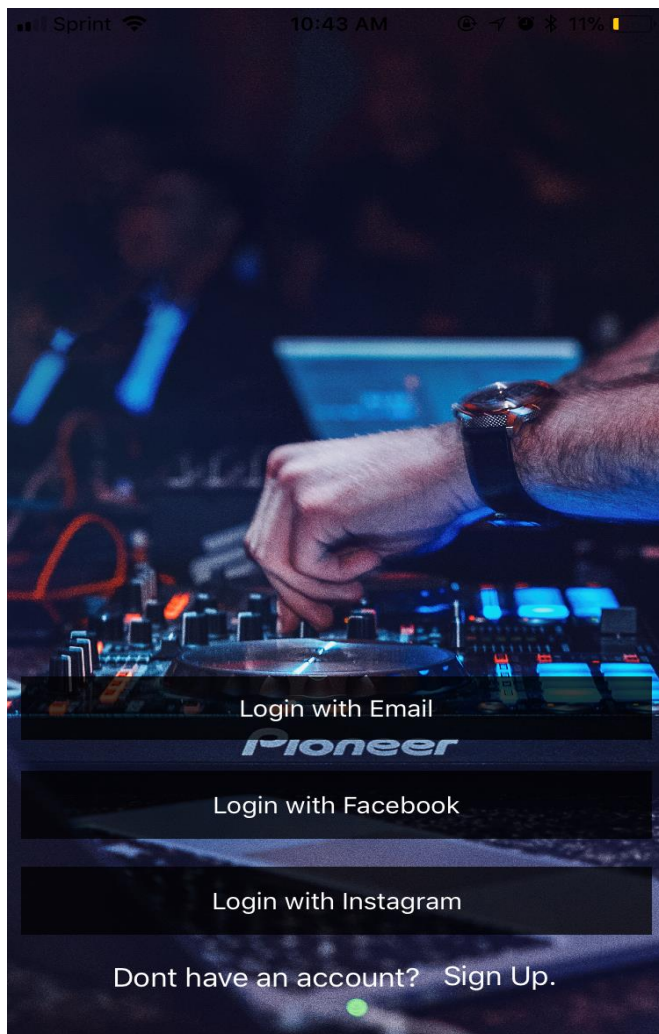 Sprint 10:43 AM 11%
Login with Email
Pioneer
Login with Facebook
Login with Instagram
Dont have an account? Sign Up.